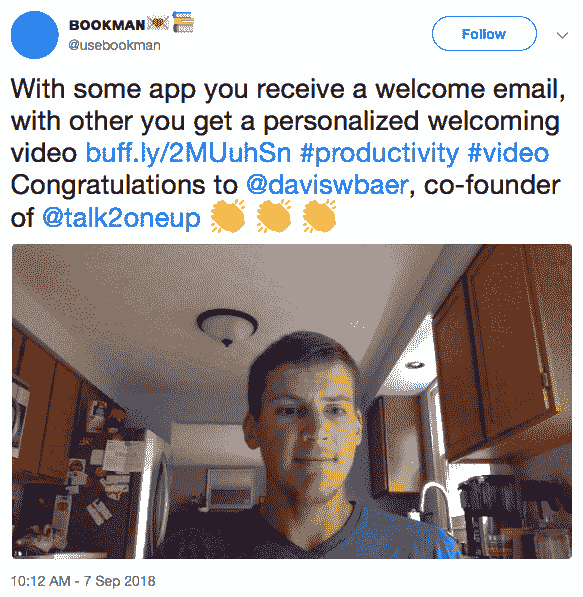 BOOKMAN
@usebookman
Follow
With some app you receive a welcome email,
with other you get a personalized welcoming
video buff.ly/2MUuhSn #productivity #video
Congratulations to @daviswbaer, co-founder
of @talk2oneup 👏 👏 👏
10:12 AM - 7 Sep 2018